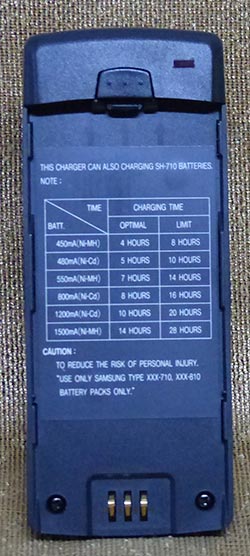 THIS CHARGER CAN ALSO CHARGING SH-710 BATTERIES.
NOTE :
TIME CHARGING TIME
BATT. OPTIMAL LIMIT
450mA(Ni-MH) 4 HOURS 8 HOURS
480mA(Ni-Cd) 5 HOURS 10 HOURS
550mA(Ni-MH) 7 HOURS 14 HOURS
800mA(Ni-Cd) 8 HOURS 16 HOURS
1200mA(Ni-Cd) 10 HOURS 20 HOURS
1500mA(Ni-MH) 14 HOURS 28 HOURS
CAUTION :
TO REDUCE THE RISK OF PERSONAL INJURY.
"USE ONLY SAMSUNG TYPE XXX-710, XXX-810
BATTERY PACKS ONLY."